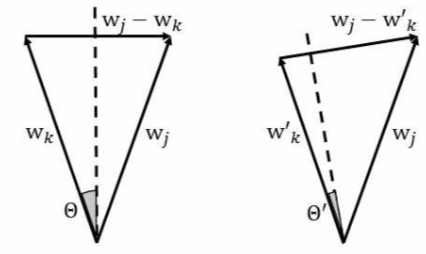 w_j − w_k
w_j − w′_k
w_k
w_j
w′_k
w_j
Θ
Θ′